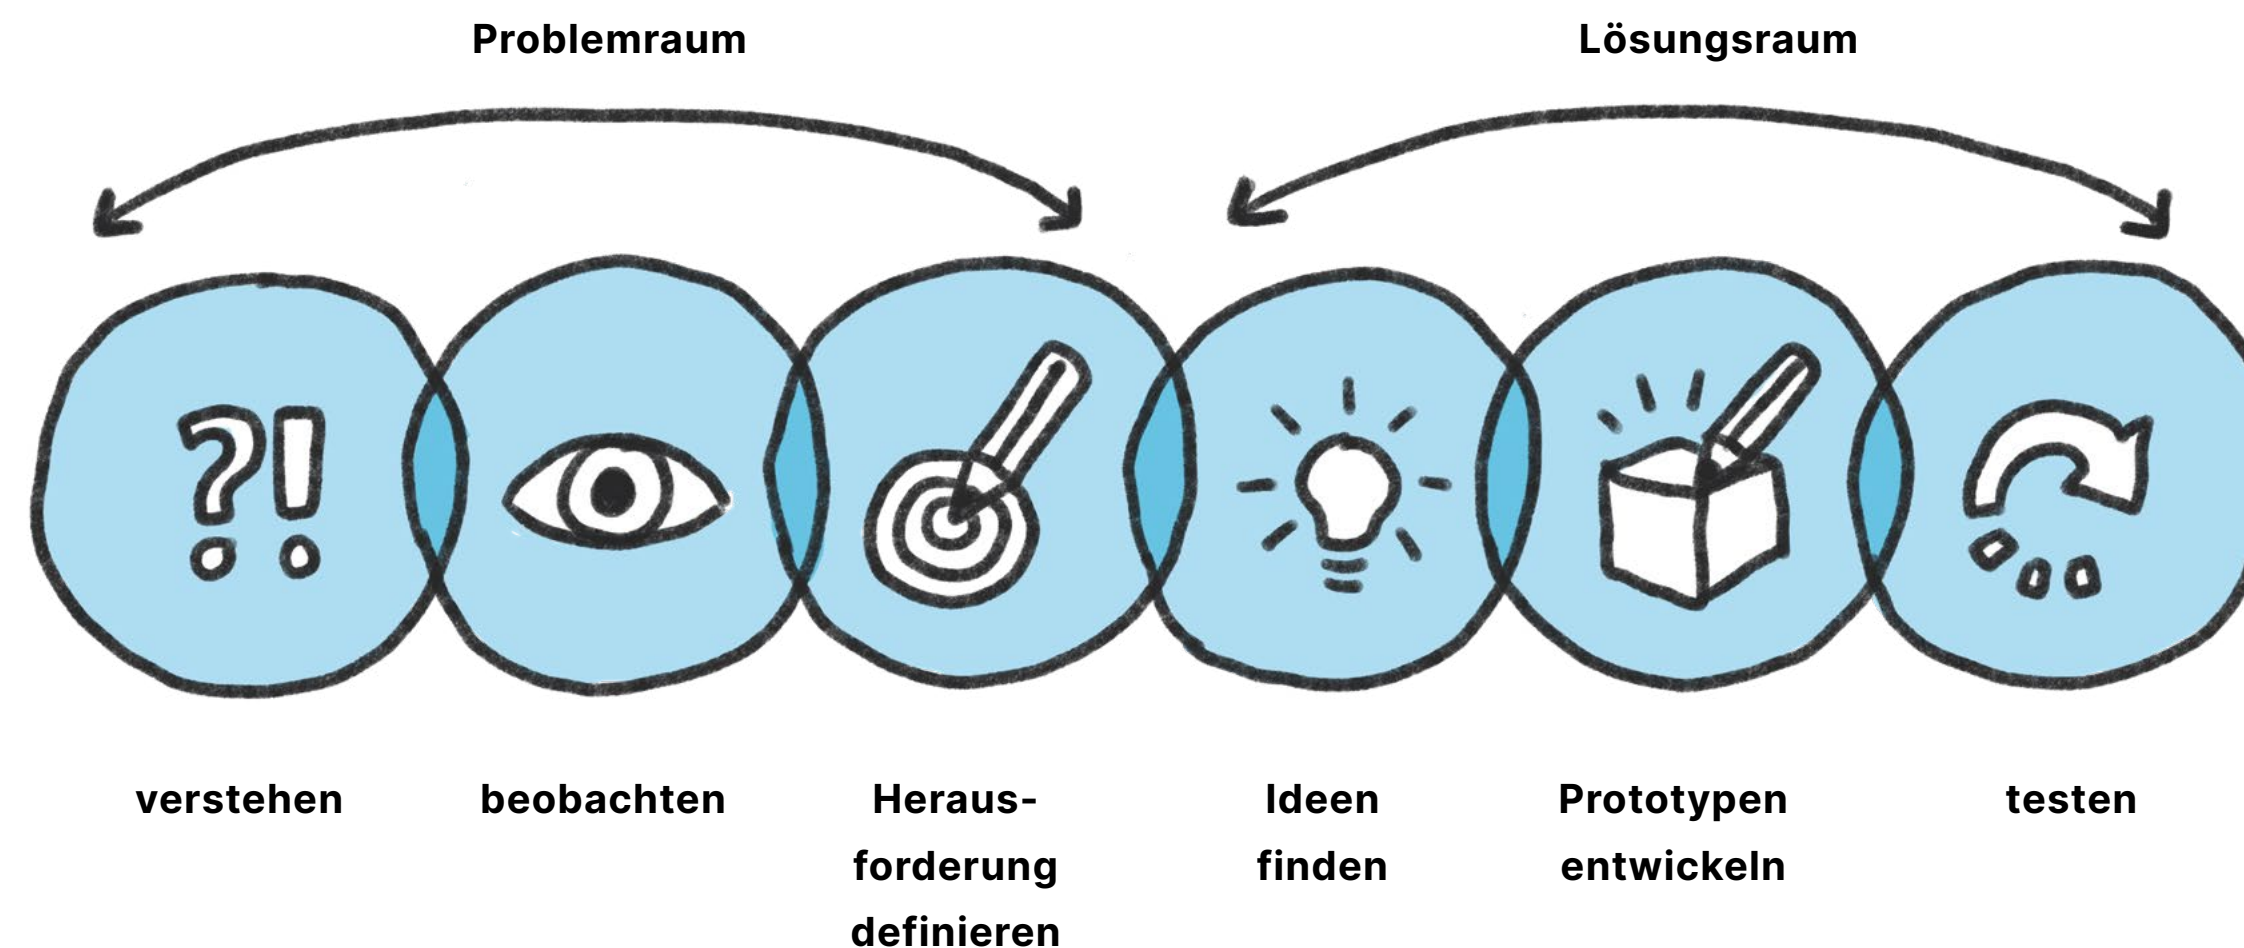 Problemraum
Lösungsraum
?!
verstehen
beobachten
Heraus-
forderung
definieren
Ideen
finden
Prototypen
entwickeln
testen